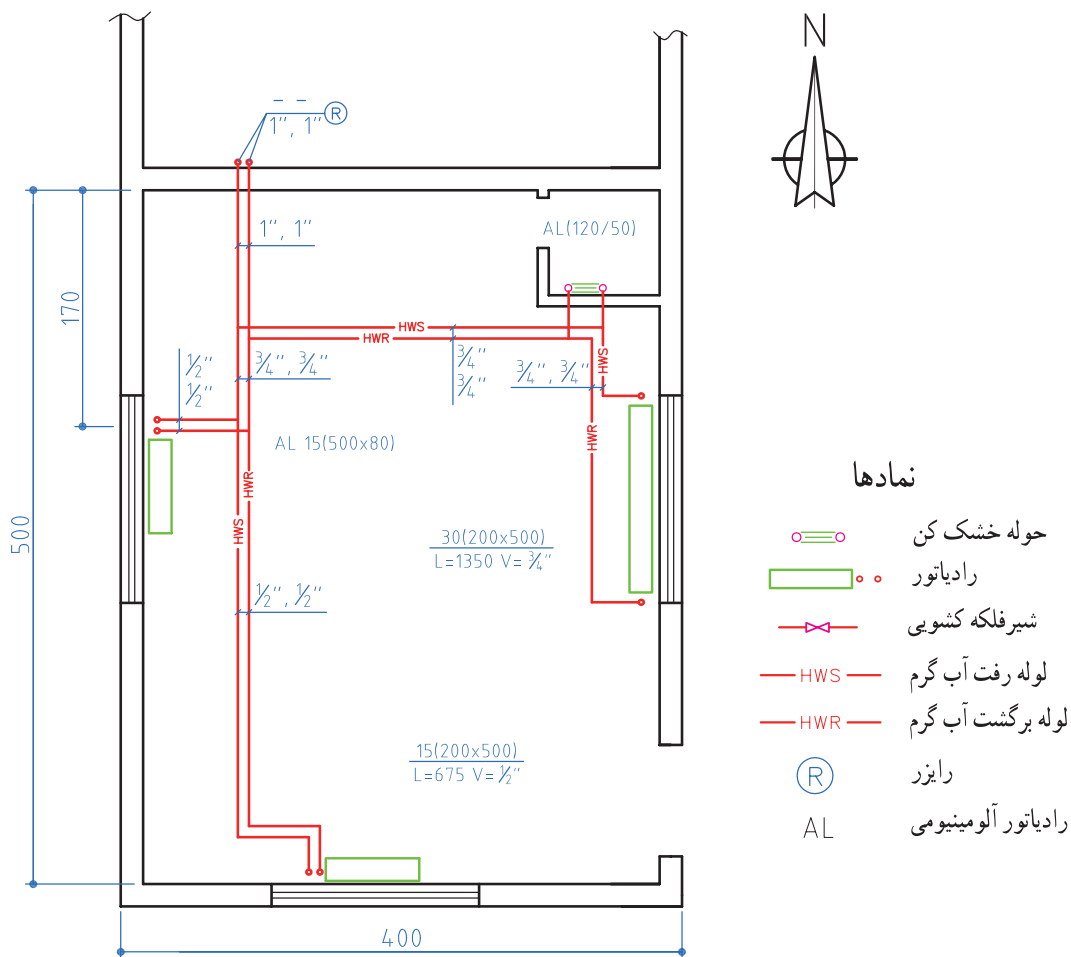 N
R
1", 1"
1", 1"
AL(120/50)
170
HWS
HWR
1/2"
1/2"
3/4", 3/4"
3/4"
3/4"
3/4", 3/4"
HWS
AL 15(500x80)
HWR
HWR
HWS
500
30(200x500)
L=1350 V= 3/4"
1/2", 1/2"
15(200x500)
L=675 V= 1/2"
400
نمادها
حوله خشک کن
رادیاتور
شیرفلکه کشویی
HWS لوله رفت آب گرم
HWR لوله برگشت آب گرم
R رایزر
AL رادیاتور آلومینیومی